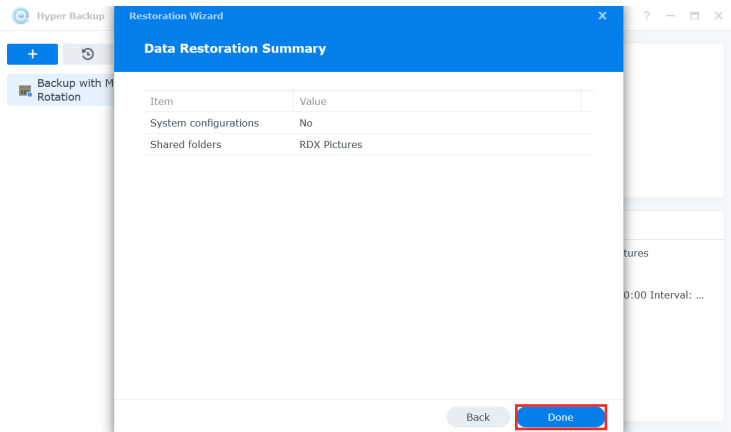 Hyper Backup
Restoration Wizard
Data Restoration Summary
Backup with M
Rotation
Item Value
System configurations No
Shared folders RDX Pictures
tures
0:00 Interval: ...
Back Done